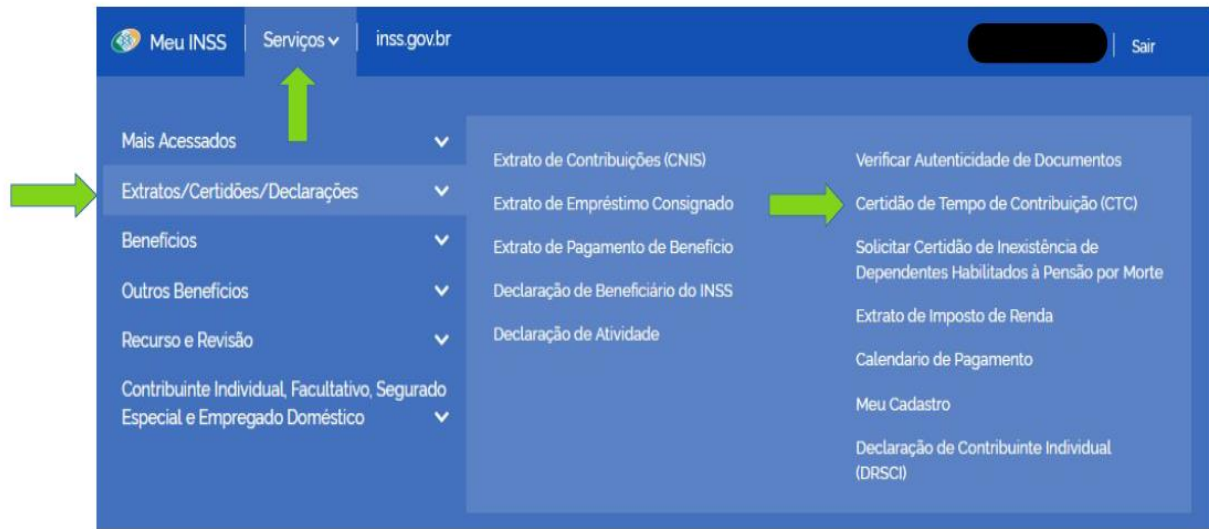 Meu INSS
Serviços
inss.gov.br
Sair
Mais Acessados
Extratos/Certidões/Declarações
Benefícios
Outros Benefícios
Recurso e Revisão
Contribuinte Individual, Facultativo, Segurado
Especial e Empregado Doméstico
Extrato de Contribuições (CNIS)
Extrato de Empréstimo Consignado
Extrato de Pagamento de Benefício
Declaração de Beneficiário do INSS
Declaração de Atividade
Verificar Autenticidade de Documentos
Certidão de Tempo de Contribuição (CTC)
Solicitar Certidão de Inexistência de
Dependentes Habilitados à Pensão por Morte
Extrato de Imposto de Renda
Calendario de Pagamento
Meu Cadastro
Declaração de Contribuinte Individual
(DRSCI)